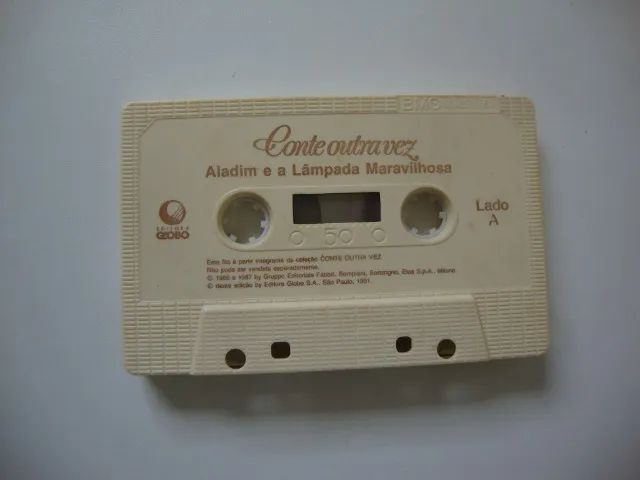 BMC
Conte outra vez
Aladim e a Lâmpada Maravilhosa
EDITORA
GLOBO
Lado
A
50
Esta fita é parte integrante da coleção CONTE OUTRA VEZ
Não pode ser vendida separadamente.
© 1986 e 1987 by Gruppo Editoriale Fabbri, Bompiani, Sonzogno, Etas S.p.A., Milano.
© desta edição by Editora Globo S.A., São Paulo, 1991.